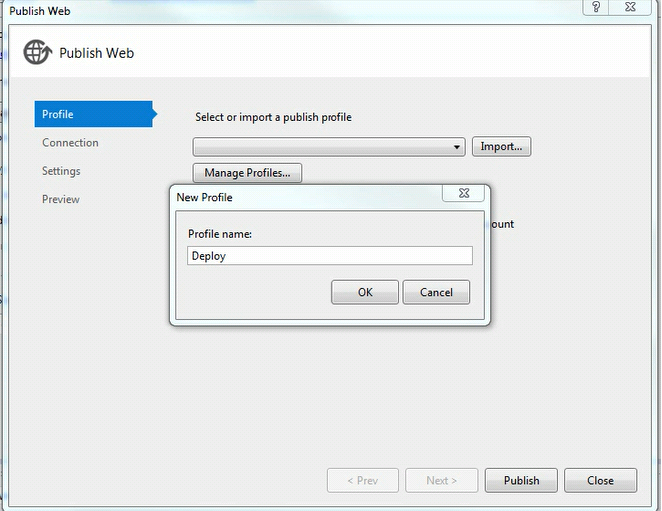 Publish Web
?
Publish Web
Profile
Select or import a publish profile
Connection
Import...
Settings
Manage Profiles...
Preview
New Profile
ount
Profile name:
Deploy
OK
Cancel
< Prev
Next >
Publish
Close